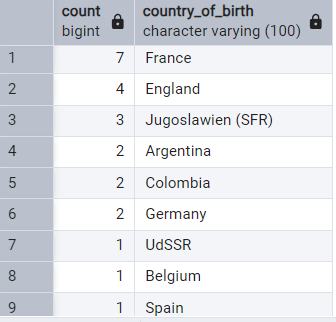 count country_of_birth
bigint character varying (100)
1 7 France
2 4 England
3 3 Jugoslawien (SFR)
4 2 Argentina
5 2 Colombia
6 2 Germany
7 1 UdSSR
8 1 Belgium
9 1 Spain